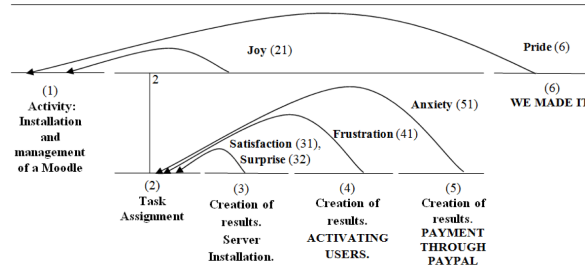 Joy (21)
Pride (6)
(1)
Activity:
Installation
and
management
of a Moodle
2
(6)
WE MADE IT
Anxiety (51)
Frustration (41)
Satisfaction (31),
Surprise (32)
(2)
Task
Assignment
(3)
Creation of
results.
Server
Installation.
(4)
Creation of
results.
ACTIVATING
USERS.
(5)
Creation of
results.
PAYMENT
THROUGH
PAYPAL